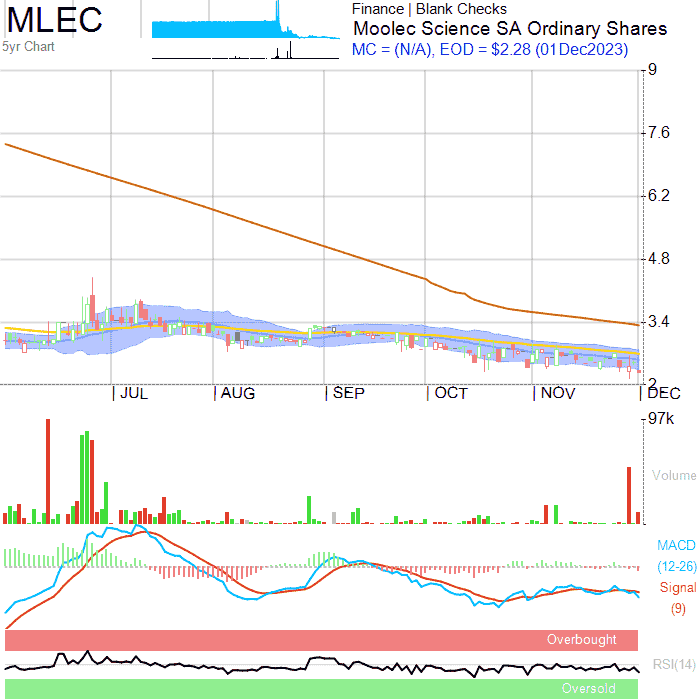 MLEC
5yr Chart
Finance | Blank Checks
Moolec Science SA Ordinary Shares
MC = (N/A), EOD = $2.28 (01Dec2023)
9
7.6
6.2
4.8
3.4
2
JUL
AUG
SEP
OCT
NOV
DEC
97k
Volume
MACD
(12-26)
Signal
(9)
Overbought
RSI(14)
Oversold